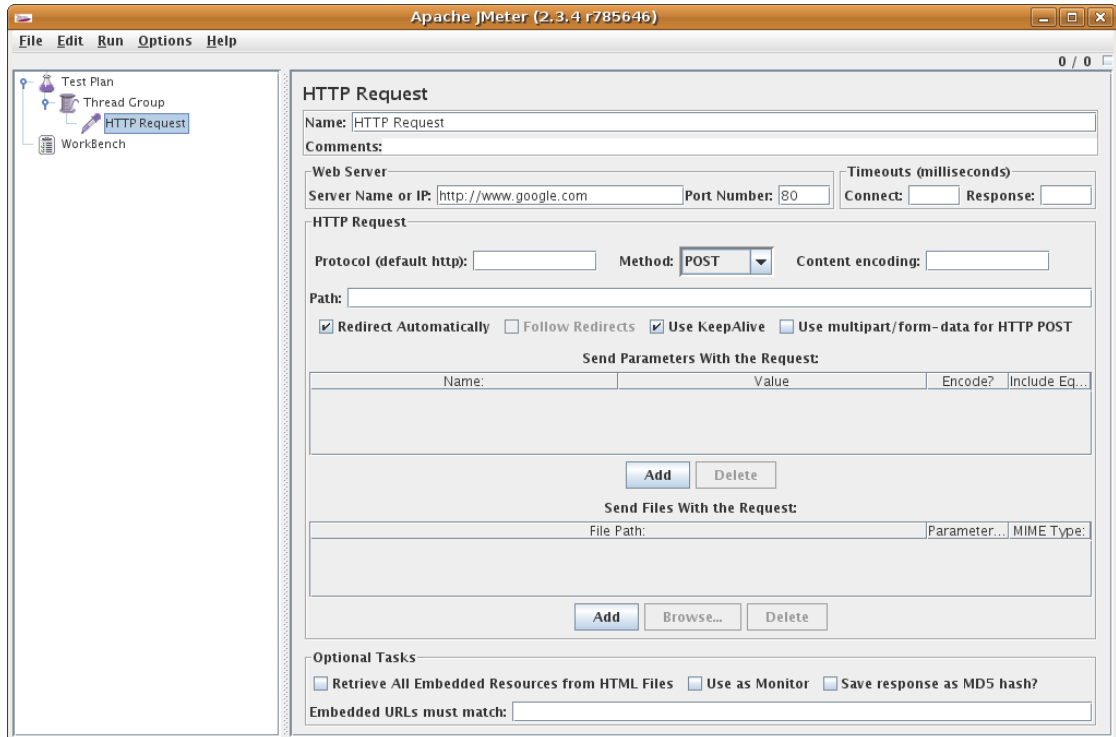 Apache JMeter (2.3.4 r785646)
File Edit Run Options Help
0 / 0
Test Plan
Thread Group
HTTP Request
WorkBench
HTTP Request
Name: HTTP Request
Comments:
Web Server
Timeouts (milliseconds)
Server Name or IP: http://www.google.com Port Number: 80 Connect: Response:
HTTP Request
Protocol (default http): Method: POST Content encoding:
Path:
Redirect Automatically Follow Redirects Use KeepAlive Use multipart/form-data for HTTP POST
Send Parameters With the Request:
Name: Value Encode? Include Eq...
Add Delete
Send Files With the Request:
File Path: Parameter... MIME Type:
Add Browse... Delete
Optional Tasks
Retrieve All Embedded Resources from HTML Files Use as Monitor Save response as MD5 hash?
Embedded URLs must match: